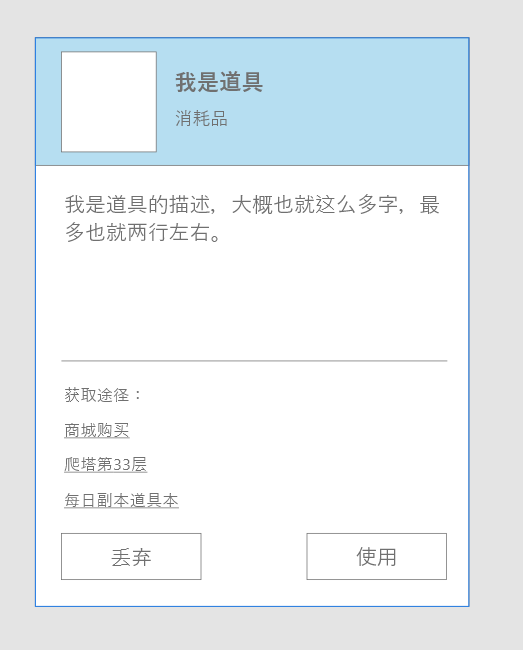 我是道具
消耗品
我是道具的描述，大概也就这么多字，最
多也就两行左右。
获取途径：
商城购买
爬塔第33层
每日副本道具本
丢弃
使用